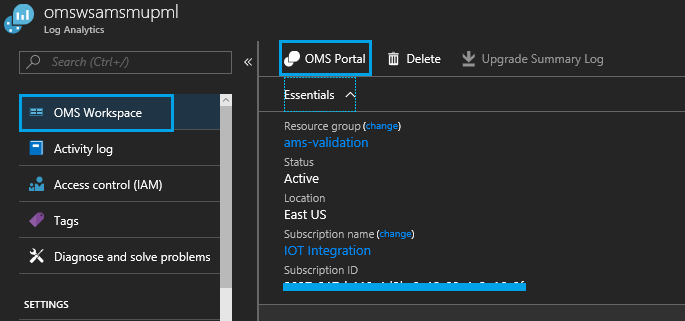 omswsamsmupml
Log Analytics
Search (Ctrl+/)
«
OMS Workspace
Activity log
Access control (IAM)
Tags
Diagnose and solve problems
SETTINGS
OMS Portal
Delete
Upgrade Summary Log
Essentials
Resource group (change)
ams-validation
Status
Active
Location
East US
Subscription name (change)
IOT Integration
Subscription ID